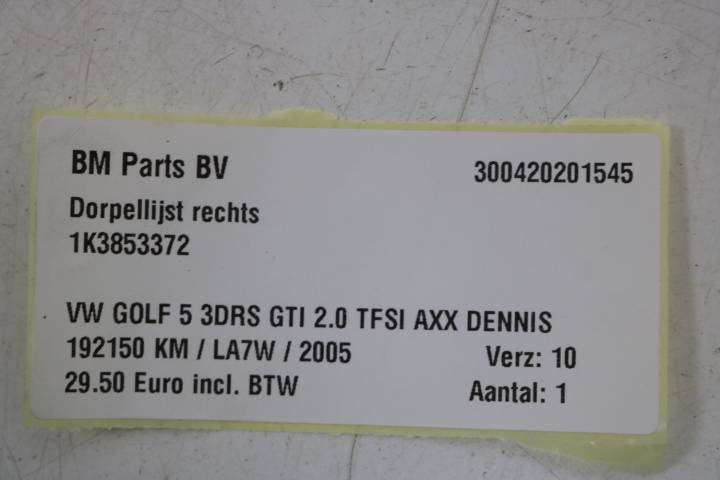 BM Parts BV 300420201545
Dorpellijst rechts
1K3853372
VW GOLF 5 3DRS GTI 2.0 TFSI AXX DENNIS
192150 KM / LA7W / 2005 Verz: 10
29.50 Euro incl. BTW Aantal: 1